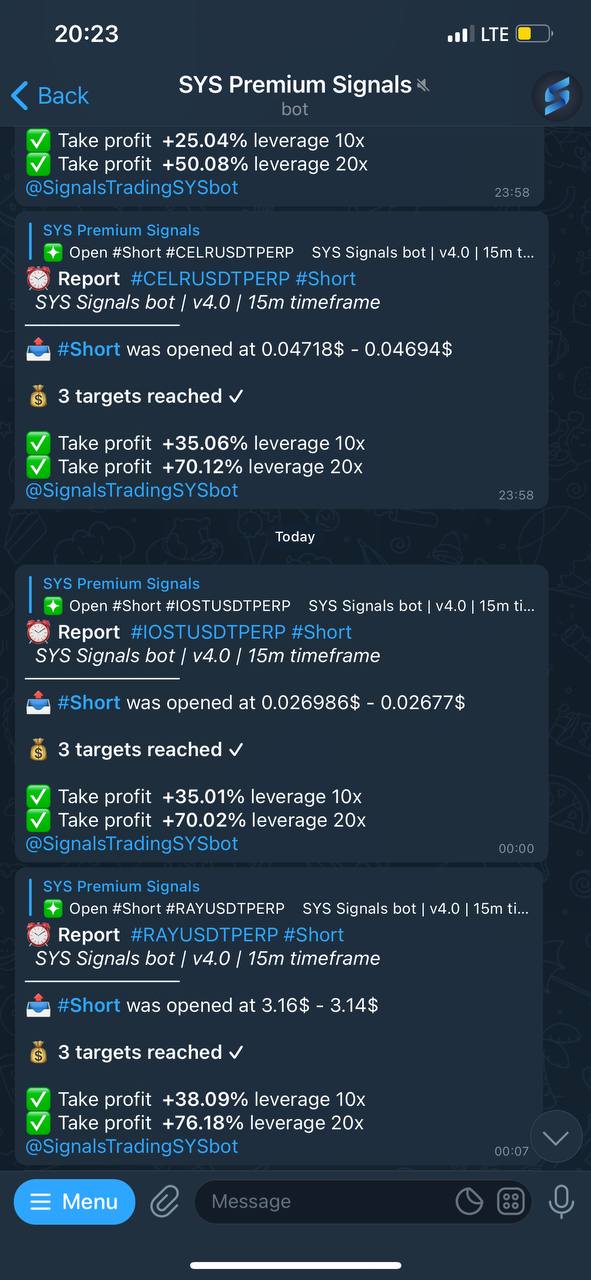 20:23
LTE
Back
SYS Premium Signals
bot
✅ Take profit +25.04% leverage 10x
✅ Take profit +50.08% leverage 20x
@SignalsTradingSYSbot
23:58
SYS Premium Signals
Open #Short #CELRUSDTPERP SYS Signals bot | v4.0 | 15m t...
⏰ Report #CELRUSDTPERP #Short
SYS Signals bot | v4.0 | 15m timeframe
📤 #Short was opened at 0.04718$ - 0.04694$
💰 3 targets reached ✓
✅ Take profit +35.06% leverage 10x
✅ Take profit +70.12% leverage 20x
@SignalsTradingSYSbot
23:58
Today
SYS Premium Signals
Open #Short #IOSTUSDTPERP SYS Signals bot | v4.0 | 15m ti...
⏰ Report #IOSTUSDTPERP #Short
SYS Signals bot | v4.0 | 15m timeframe
📤 #Short was opened at 0.026986$ - 0.02677$
💰 3 targets reached ✓
✅ Take profit +35.01% leverage 10x
✅ Take profit +70.02% leverage 20x
@SignalsTradingSYSbot
00:00
SYS Premium Signals
Open #Short #RAYUSDTPERP SYS Signals bot | v4.0 | 15m ti...
⏰ Report #RAYUSDTPERP #Short
SYS Signals bot | v4.0 | 15m timeframe
📤 #Short was opened at 3.16$ - 3.14$
💰 3 targets reached ✓
✅ Take profit +38.09% leverage 10x
✅ Take profit +76.18% leverage 20x
@SignalsTradingSYSbot
00:07
Menu
Message